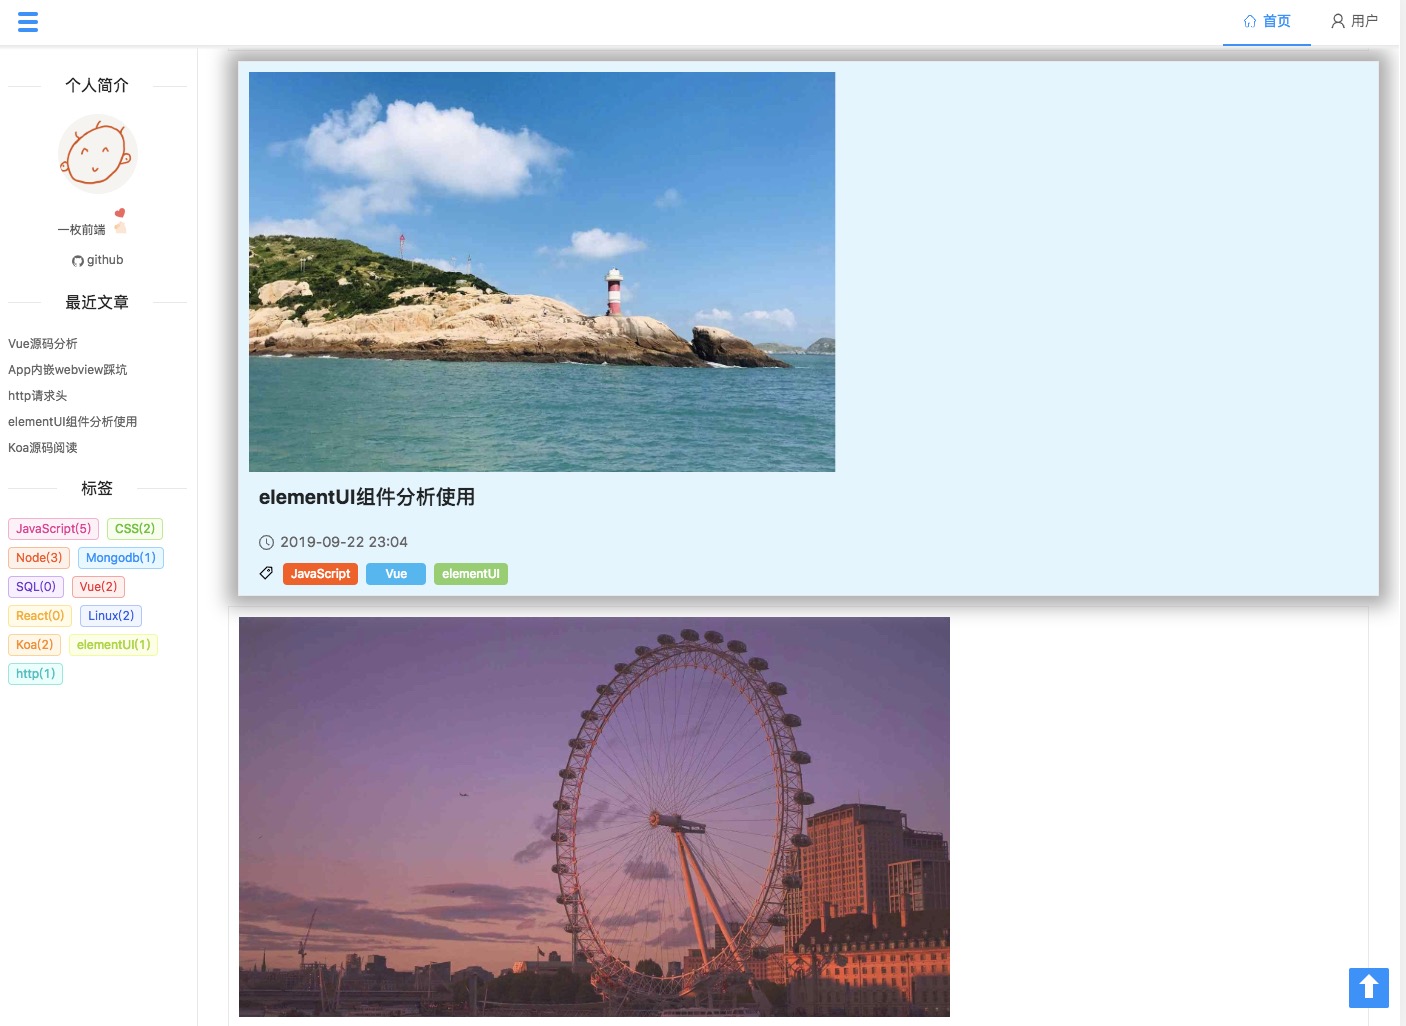 首页 用户
个人简介
一枚前端
github
最近文章
Vue源码分析
App内嵌webview踩坑
http请求头
elementUI组件分析使用
Koa源码阅读
标签
JavaScript(5) CSS(2)
Node(3) Mongodb(1)
SQL(0) Vue(2)
React(0) Linux(2)
Koa(2) elementUI(1)
http(1)
elementUI组件分析使用
2019-09-22 23:04
JavaScript Vue elementUI